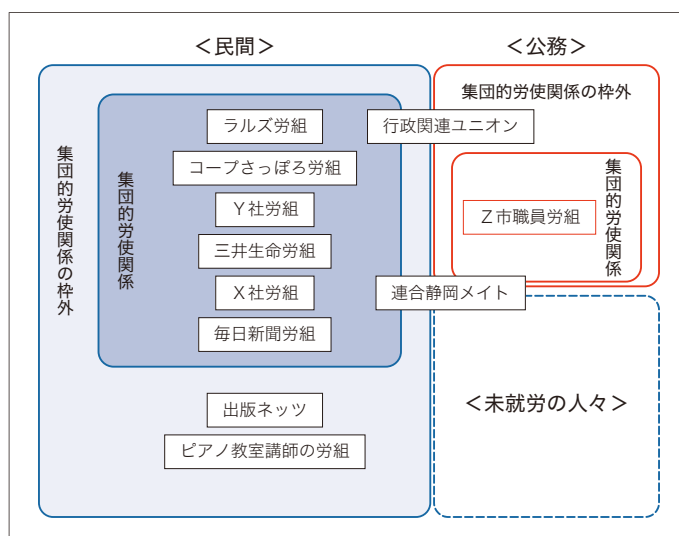 ＜民間＞
＜公務＞
集団的労使関係の枠外
集団的労使関係
ラルズ労組
コープさっぽろ労組
Ｙ社労組
三井生命労組
Ｘ社労組
毎日新聞労組
出版ネッツ
ピアノ教室講師の労組
行政関連ユニオン
連合静岡メイト
集団的労使関係の枠外
Ｚ市職員労組
集団的労使関係
＜未就労の人々＞